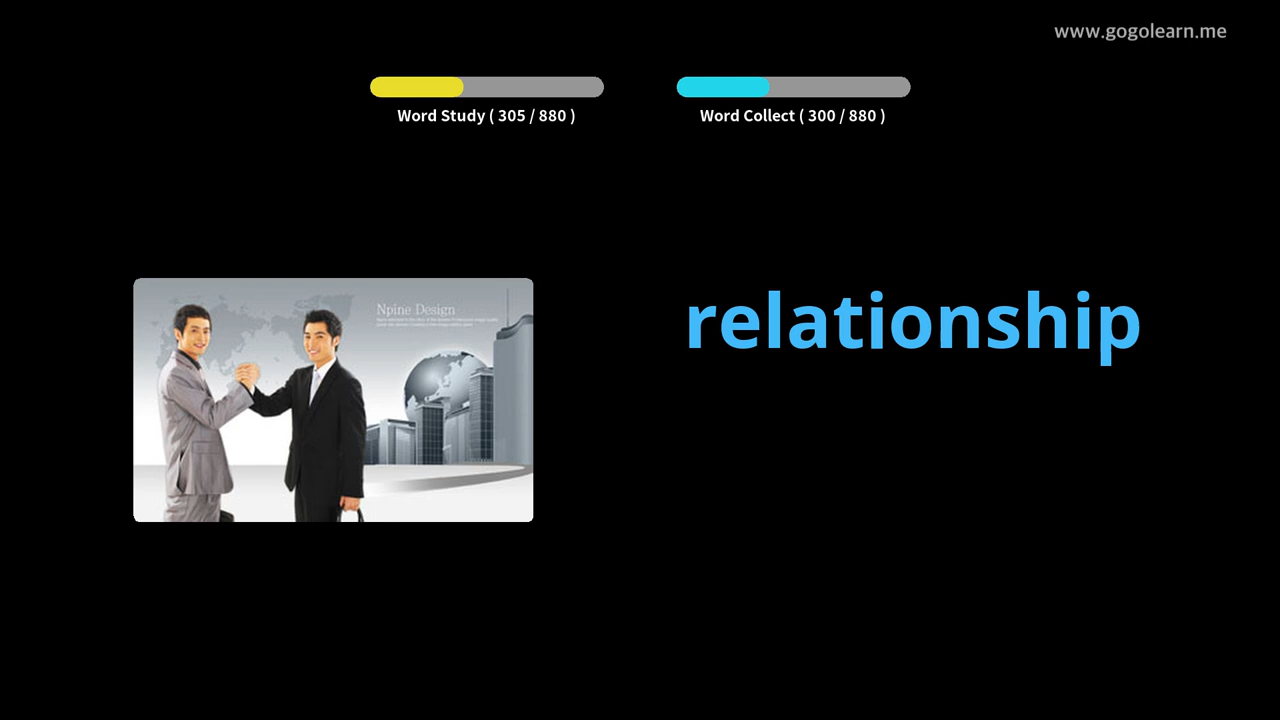 www.gogolearn.me
Word Study ( 305 / 880 )
Word Collect ( 300 / 880 )
Npine Design
relationship